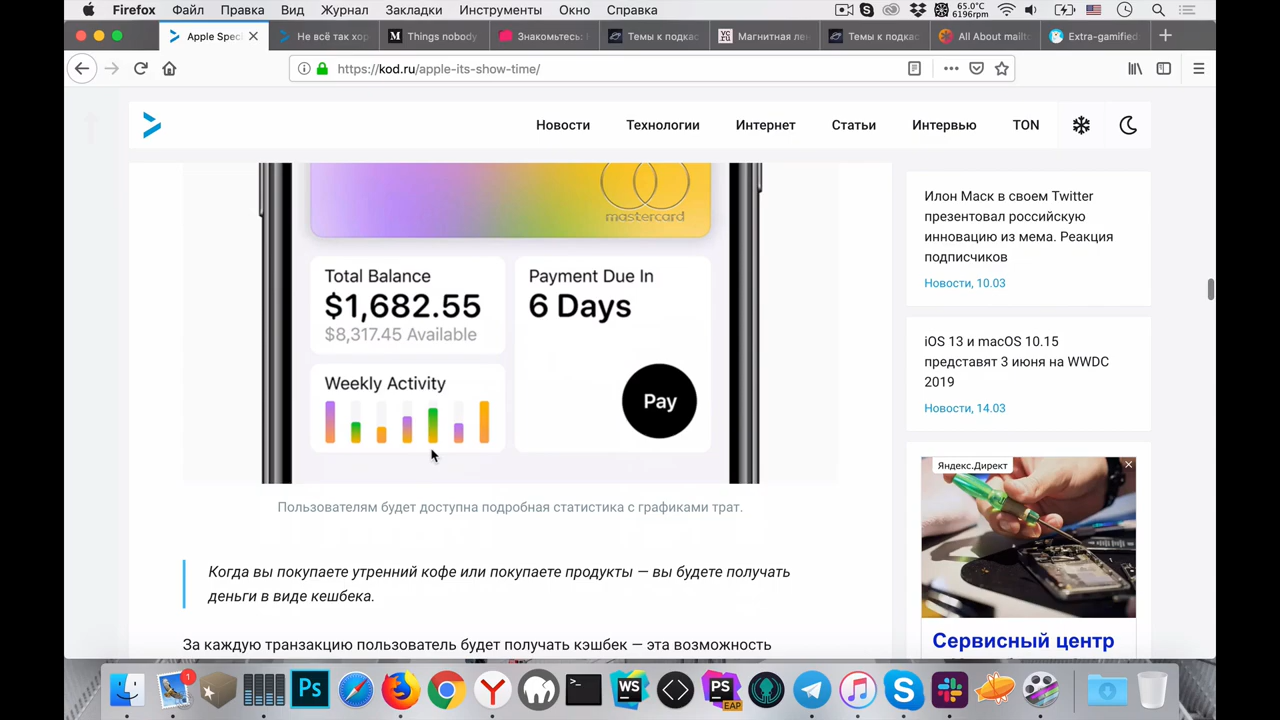 Firefox Файл Правка Вид Журнал Закладки Инструменты Окно Справка 65.0°C
6196rpm
Apple Spec Не всё так хор Things nobody Знакомьтесь: Темы к подкас Магнитная лен Темы к подкас All About mailto Extra-gamified
https://kod.ru/apple-its-show-time/
Новости Технологии Интернет Статьи Интервью TON
mastercard
Total Balance
$1,682.55
$8,317.45 Available
Payment Due In
6 Days
Weekly Activity
Pay
Пользователям будет доступна подробная статистика с графиками трат.
Когда вы покупаете утренний кофе или покупаете продукты — вы будете получать
деньги в виде кешбека.
За каждую транзакцию пользователь будет получать кэшбек — эта возможность
Илон Маск в своем Twitter
презентовал российскую
инновацию из мема. Реакция
подписчиков
Новости, 10.03
iOS 13 и macOS 10.15
представят 3 июня на WWDC
2019
Новости, 14.03
Яндекс.Директ
Сервисный центр
1
Ps
WS
PS
EAP